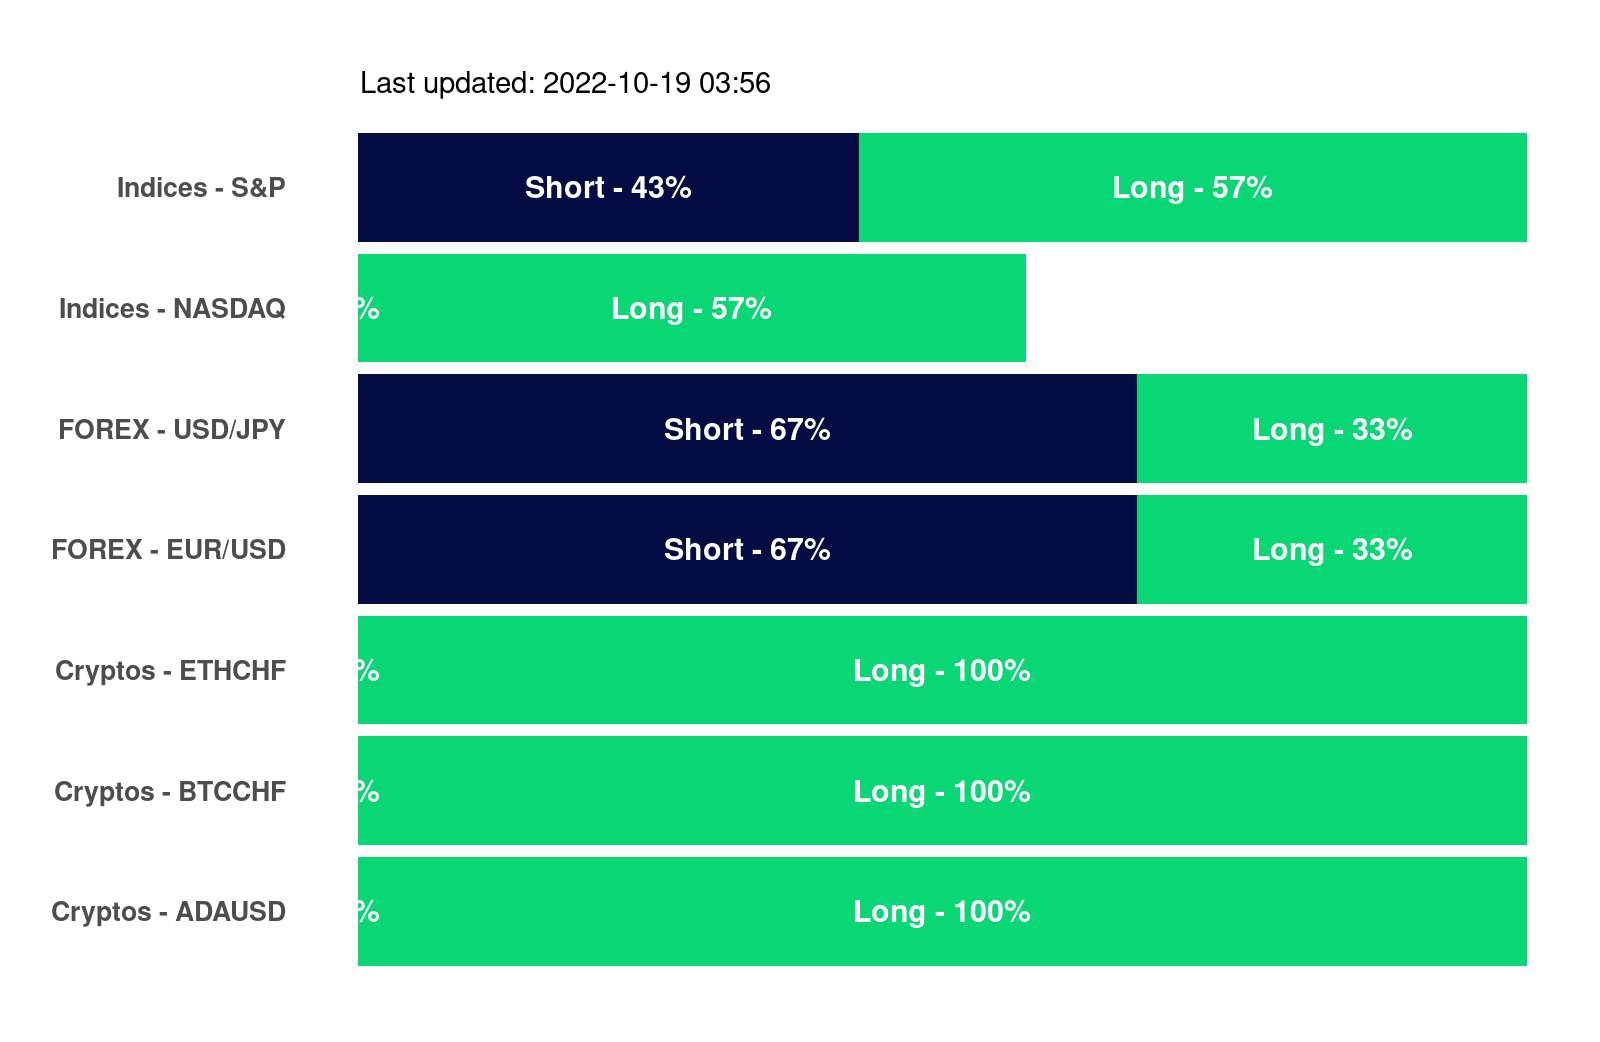 Last updated: 2022-10-19 03:56
Indices - S&P Short - 43% Long - 57%
Indices - NASDAQ % Long - 57%
FOREX - USD/JPY Short - 67% Long - 33%
FOREX - EUR/USD Short - 67% Long - 33%
Cryptos - ETHCHF % Long - 100%
Cryptos - BTCCHF % Long - 100%
Cryptos - ADAUSD % Long - 100%